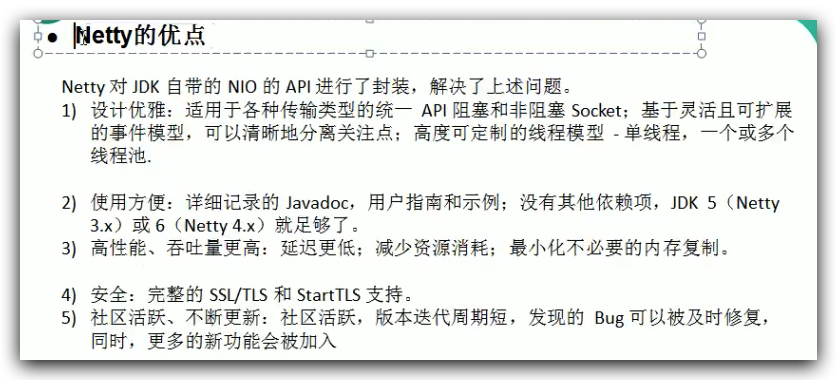 • Netty的优点
Netty 对 JDK 自带的 NIO 的 API 进行了封装，解决了上述问题。
1) 设计优雅：适用于各种传输类型的统一 API 阻塞和非阻塞 Socket；基于灵活且可扩展
的事件模型，可以清晰地分离关注点；高度可定制的线程模型 - 单线程，一个或多个
线程池.
2) 使用方便：详细记录的 Javadoc，用户指南和示例；没有其他依赖项，JDK 5（Netty
3.x）或 6（Netty 4.x）就足够了。
3) 高性能、吞吐量更高：延迟更低；减少资源消耗；最小化不必要的内存复制。
4) 安全：完整的 SSL/TLS 和 StartTLS 支持。
5) 社区活跃、不断更新：社区活跃，版本迭代周期短，发现的 Bug 可以被及时修复，
同时，更多的新功能会被加入